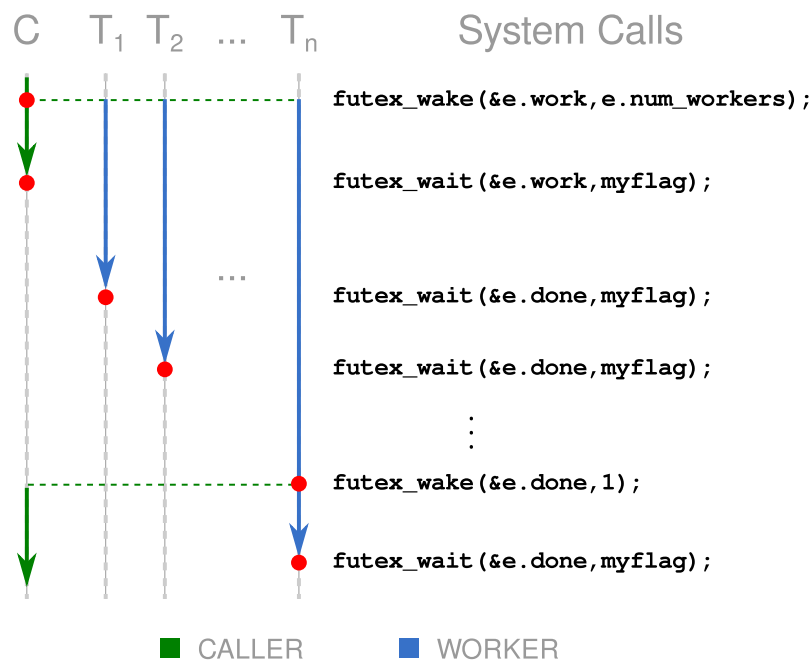 C T₁ T₂ ... Tₙ System Calls
futex_wake(&e.work,e.num_workers);
futex_wait(&e.work,myflag);
...
futex_wait(&e.done,myflag);
futex_wait(&e.done,myflag);
⋮
futex_wake(&e.done,1);
futex_wait(&e.done,myflag);
CALLER WORKER